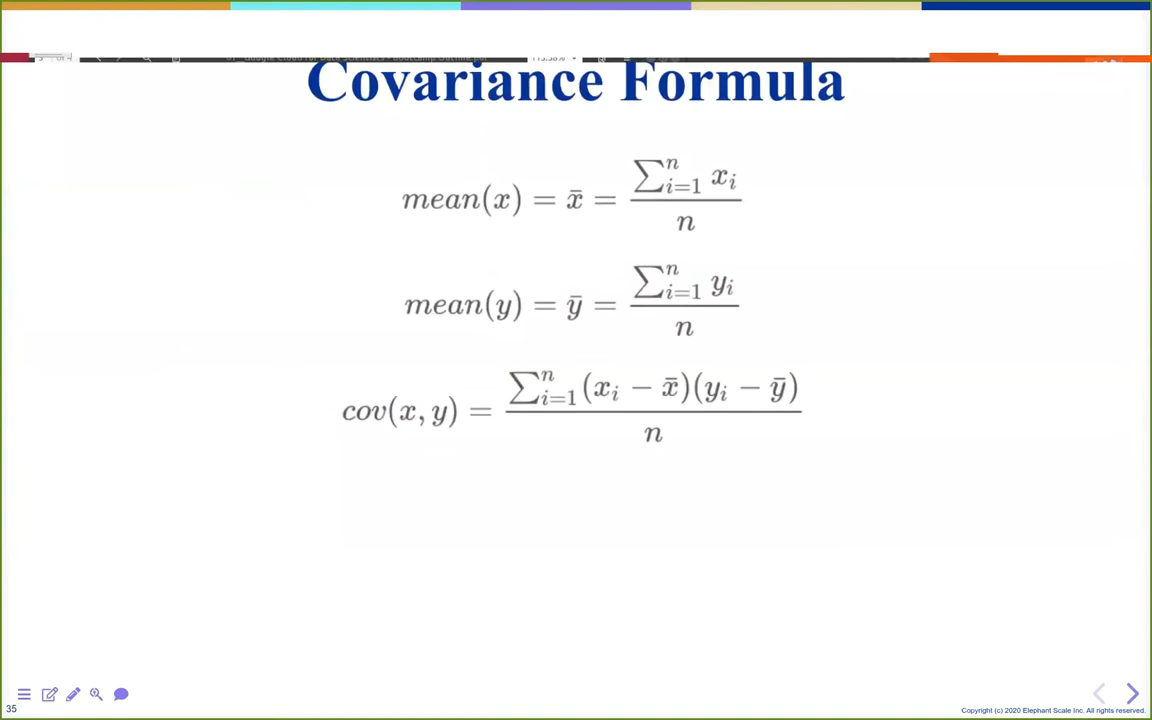 Covariance Formula
mean(x) = x̄ = ∑ⁿᵢ₌₁ xᵢ / n
mean(y) = ȳ = ∑ⁿᵢ₌₁ yᵢ / n
cov(x, y) = ∑ⁿᵢ₌₁ (xᵢ − x̄)(yᵢ − ȳ) / n
35
Copyright (c) 2020 Elephant Scale Inc. All rights reserved.